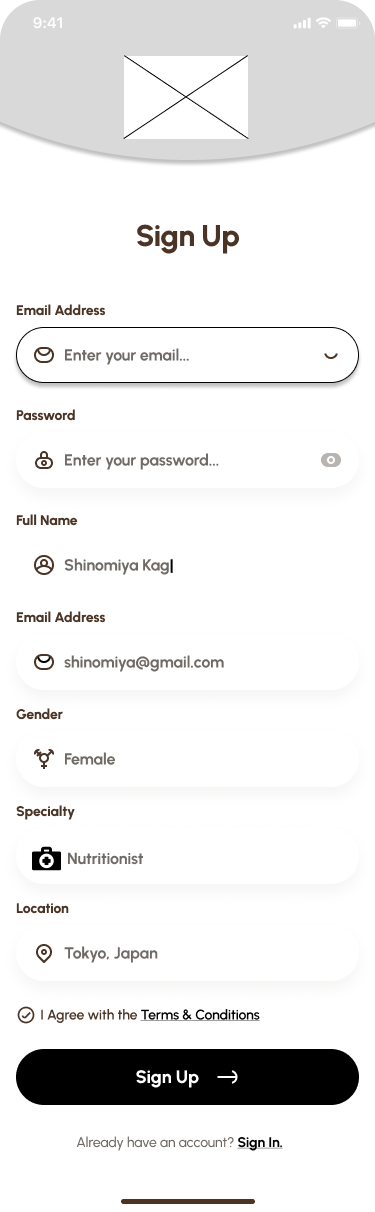 9:41
Sign Up
Email Address
Enter your email...
Password
Enter your password...
Full Name
Shinomiya Kag
Email Address
shinomiya@gmail.com
Gender
Female
Specialty
Nutritionist
Location
Tokyo, Japan
I Agree with the Terms & Conditions
Sign Up
Already have an account? Sign In.